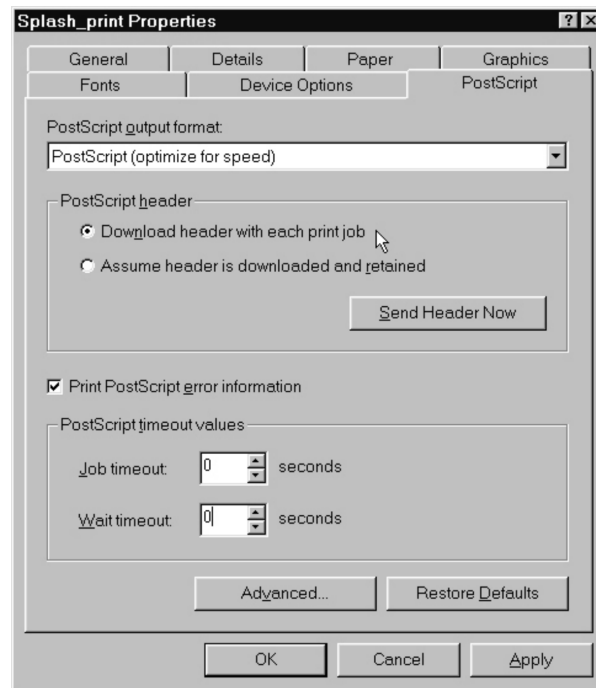 Splash_print Properties
General Details Paper Graphics
Fonts Device Options PostScript
PostScript output format:
PostScript (optimize for speed)
PostScript header
Download header with each print job
Assume header is downloaded and retained
Send Header Now
Print PostScript error information
PostScript timeout values
Job timeout: 0 seconds
Wait timeout: 0 seconds
Advanced... Restore Defaults
OK Cancel Apply